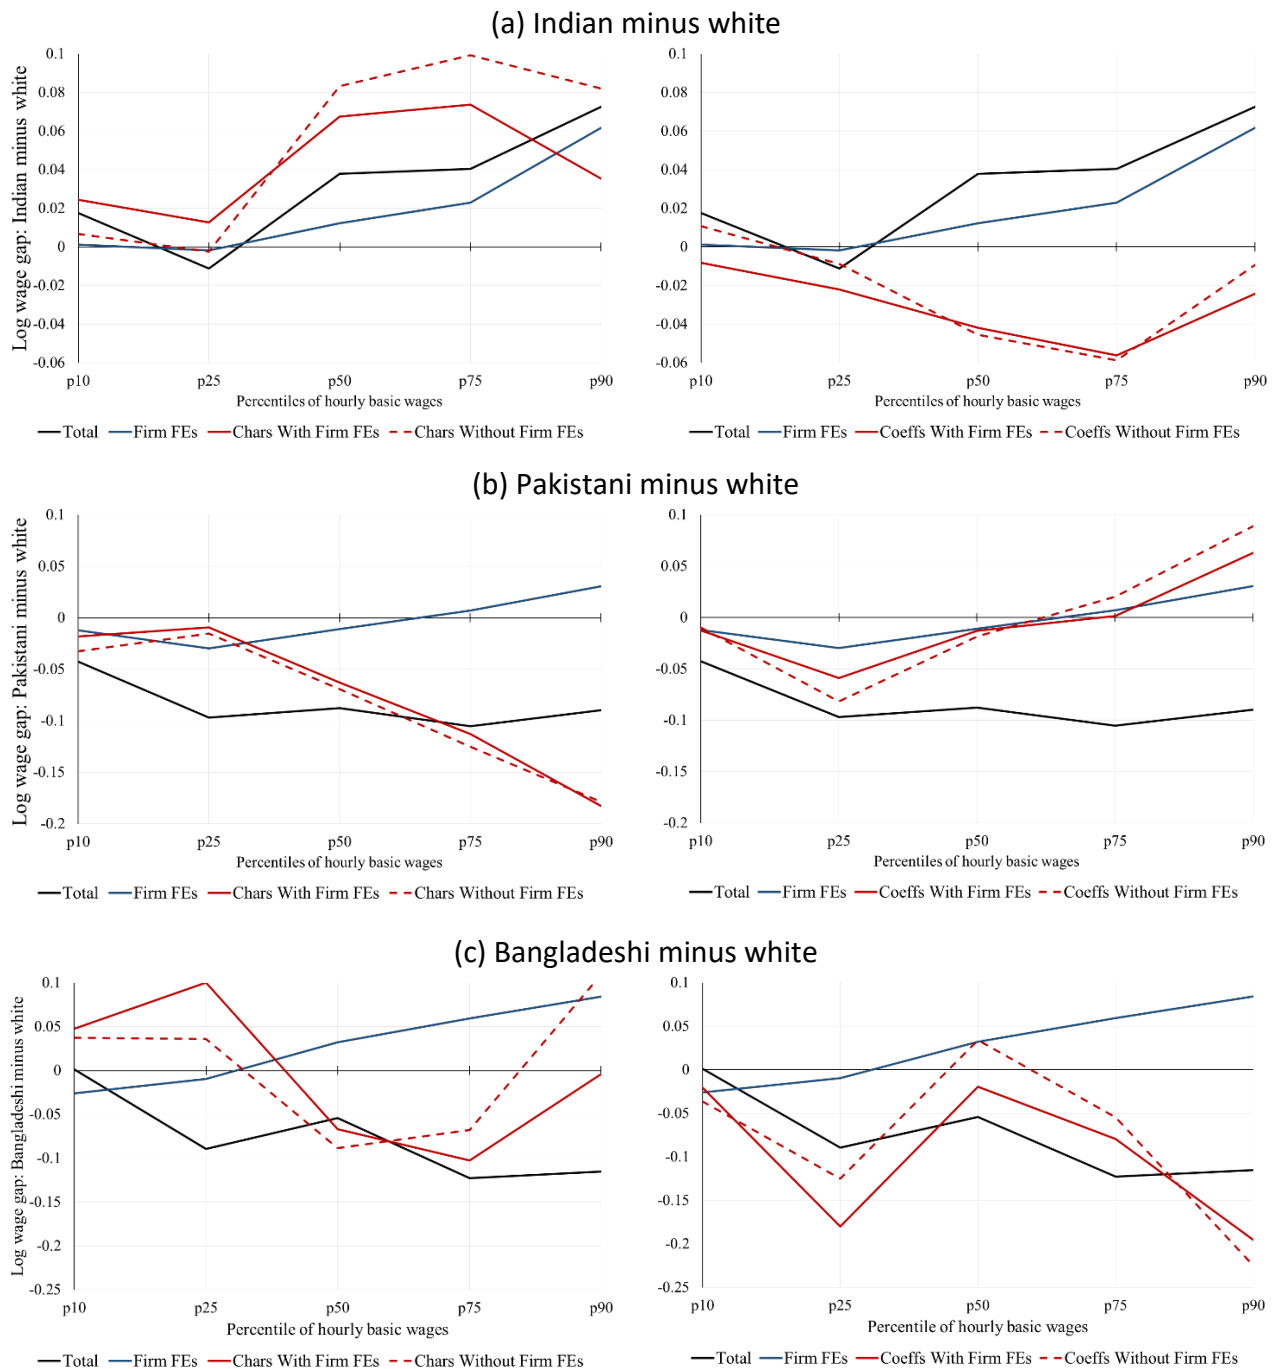 (a) Indian minus white
Log wage gap: Indian minus white
0.1
0.08
0.06
0.04
0.02
0
-0.02
-0.04
-0.06
p10 p25 p50 p75 p90
Percentiles of hourly basic wages
Total Firm FEs Chars With Firm FEs Chars Without Firm FEs
0.1
0.08
0.06
0.04
0.02
0
-0.02
-0.04
-0.06
p10 p25 p50 p75 p90
Percentiles of hourly basic wages
Total Firm FEs Coeffs With Firm FEs Coeffs Without Firm FEs
(b) Pakistani minus white
Log wage gap: Pakistani minus white
0.1
0.05
0
-0.05
-0.1
-0.15
-0.2
p10 p25 p50 p75 p90
Percentiles of hourly basic wages
Total Firm FEs Chars With Firm FEs Chars Without Firm FEs
0.1
0.05
0
-0.05
-0.1
-0.15
-0.2
p10 p25 p50 p75 p90
Percentiles of hourly basic wages
Total Firm FEs Coeffs With Firm FEs Coeffs Without Firm FEs
(c) Bangladeshi minus white
Log wage gap: Bangladeshi minus white
0.1
0.05
0
-0.05
-0.1
-0.15
-0.2
-0.25
p10 p25 p50 p75 p90
Percentile of hourly basic wages
Total Firm FEs Chars With Firm FEs Chars Without Firm FEs
0.1
0.05
0
-0.05
-0.1
-0.15
-0.2
-0.25
p10 p25 p50 p75 p90
Percentile of hourly basic wages
Total Firm FEs Coeffs With Firm FEs Coeffs Without Firm FEs